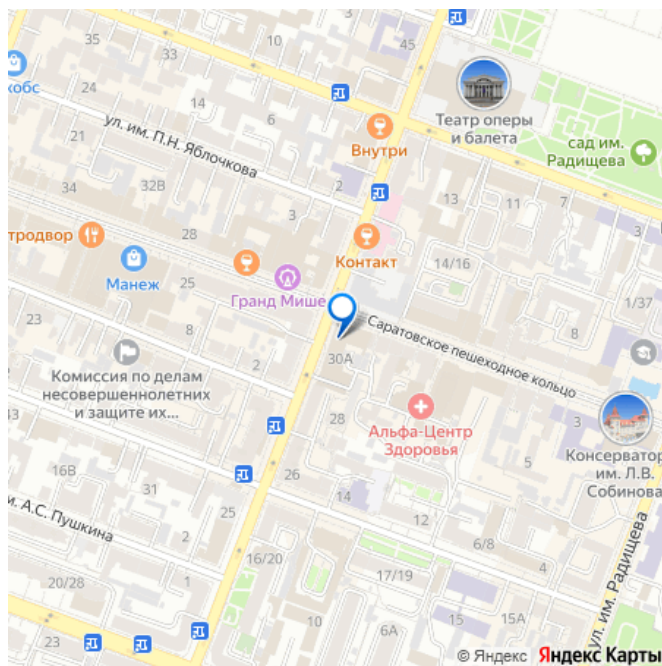 33
10
45
35
хобс
24
14
6
Театр оперы
и балета
сад им.
Радищева
Внутри
ул. им. П.Н. Яблочкова
34
32В
2
13
11
7
3
28
тродвор
Контакт
14/16
Манеж
25
Гранд Мише
1/37
23
Саратовское пешеходное кольцо
8
8
2
30А
Комиссия по делам
несовершеннолетних
и защите их...
28
Альфа-Центр
Здоровья
3
Консерватор
им. Л.В.
Собинова
16В
31
26
14
и. А.С. Пушкина
25
12
6/8
4
2
1
16/20
17/19
ул. им. Радищева
20/28
10
15
15А
23
6А
8
© Яндекс Яндекс Карты